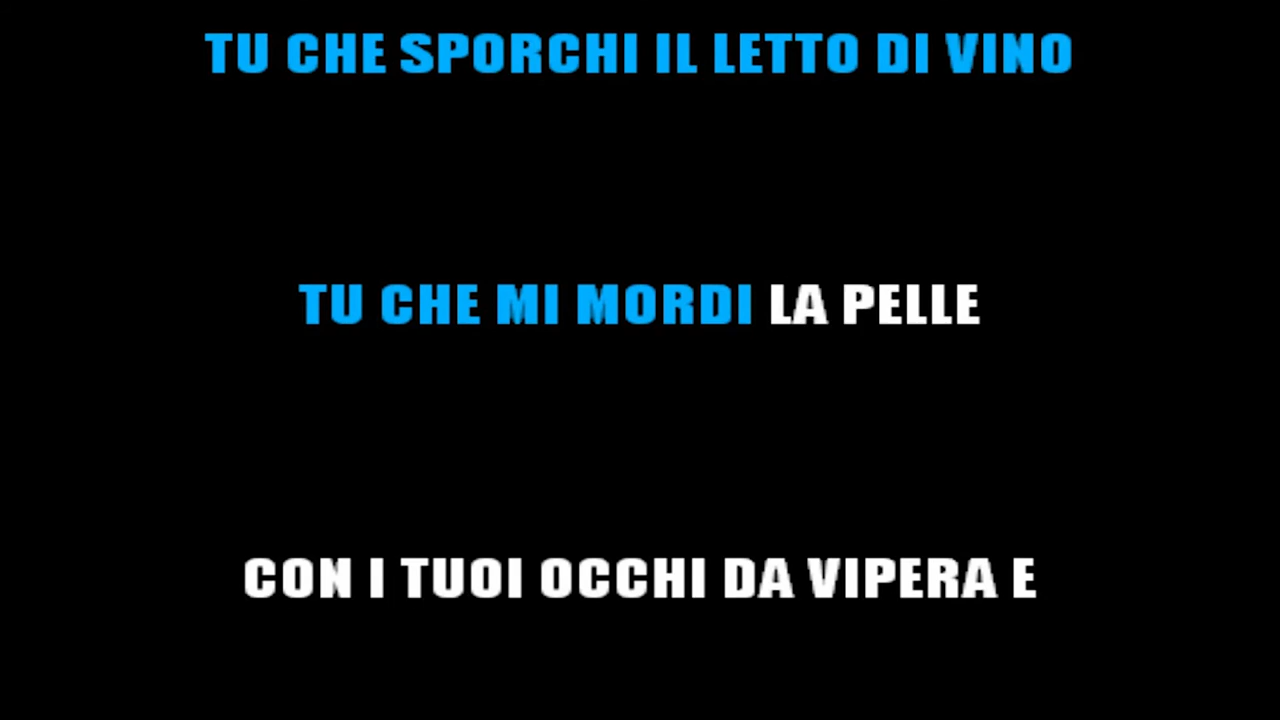 TU CHE SPORCHI IL LETTO DI VINO
TU CHE MI MORDI LA PELLE
CON I TUOI OCCHI DA VIPERA E